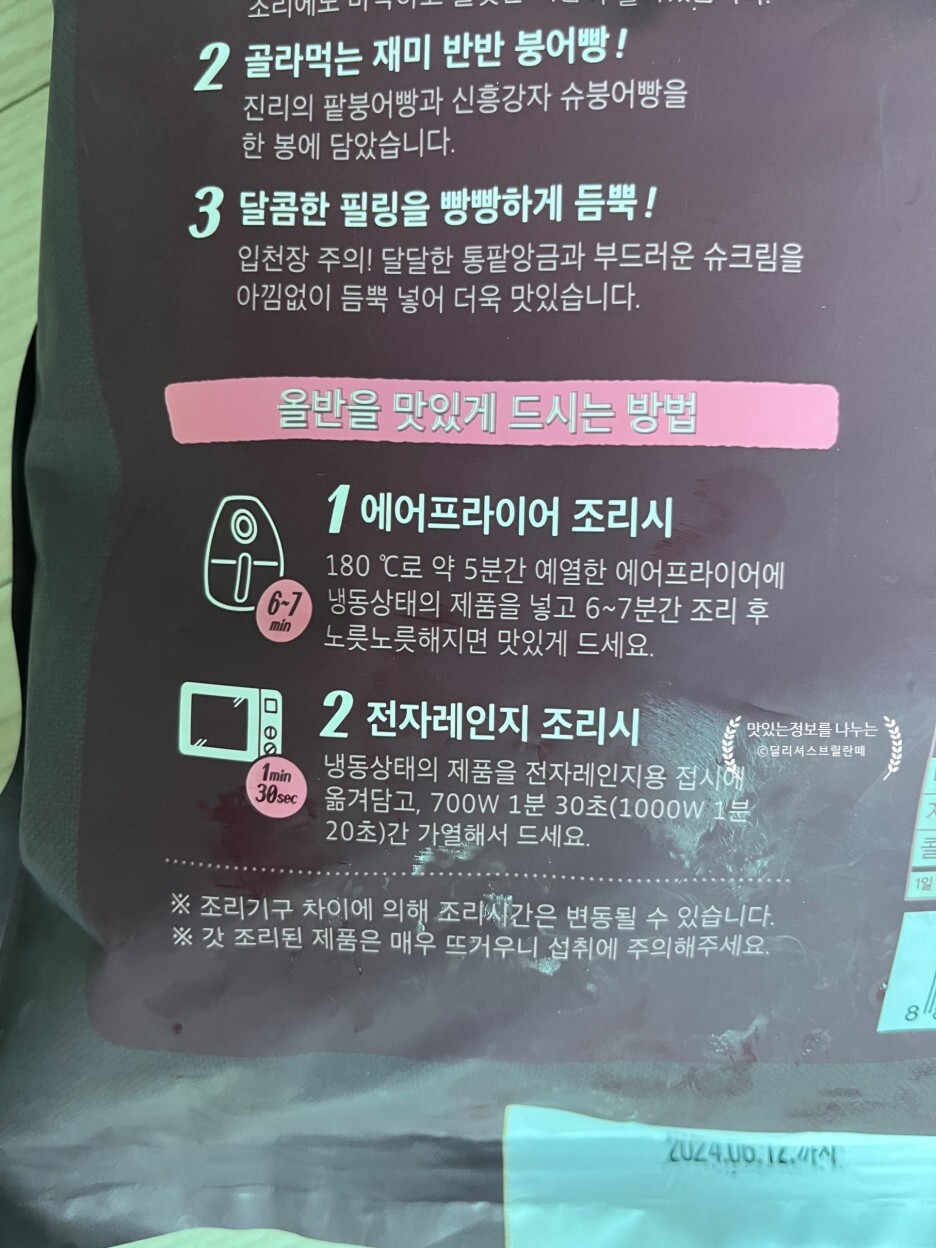 2 골라먹는 재미 반반 붕어빵!
진리의 팥붕어빵과 신흥강자 슈붕어빵을
한 봉에 담았습니다.
3 달콤한 필링을 빵빵하게 듬뿍!
입천장 주의! 달달한 통팥앙금과 부드러운 슈크림을
아낌없이 듬뿍 넣어 더욱 맛있습니다.
올반을 맛있게 드시는 방법
1 에어프라이어 조리시
180 ℃로 약 5분간 예열한 에어프라이어에
냉동상태의 제품을 넣고 6~7분간 조리 후
노릇노릇해지면 맛있게 드세요.
6~7
min
2 전자레인지 조리시
냉동상태의 제품을 전자레인지용 접시에
옮겨담고, 700W 1분 30초(1000W 1분
20초)간 가열해서 드세요.
1min
30sec
맛있는정보를 나누는
©딜리셔스브릴란떼
※ 조리기구 차이에 의해 조리시간은 변동될 수 있습니다.
※ 갓 조리된 제품은 매우 뜨거우니 섭취에 주의해주세요.
1일
8
2024.06.12.까지